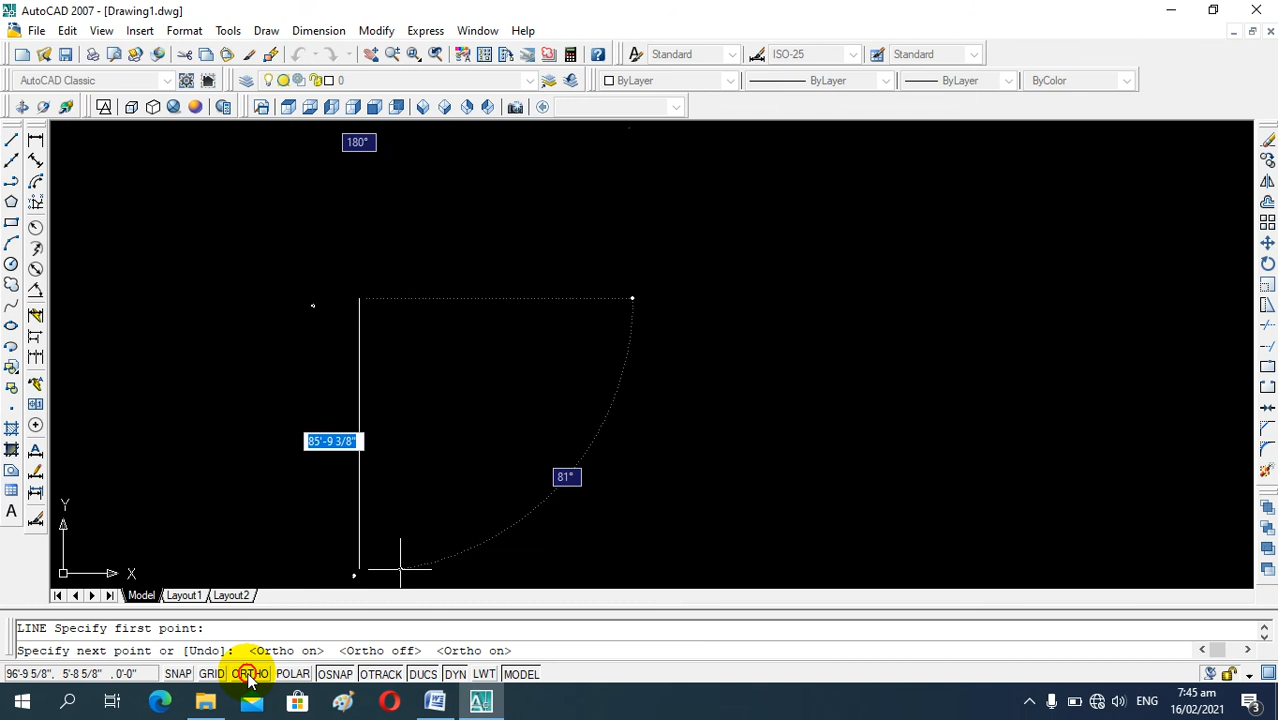 AutoCAD 2007 - [Drawing1.dwg]
File Edit View Insert Format Tools Draw Dimension Modify Express Window Help
Standard ISO-25 Standard
AutoCAD Classic 0 ByLayer ByLayer ByLayer ByColor
180°
85'-9 3/8"
81°
Y
X
Model Layout1 Layout2
LINE Specify first point:
Specify next point or [Undo]: <Ortho on> <Ortho off> <Ortho on>
96'-9 5/8", 5'-8 5/8" , 0'-0" SNAP GRID ORTHO POLAR OSNAP OTRACK DUCS DYN LWT MODEL
ENG
7:45 am
16/02/2021
3